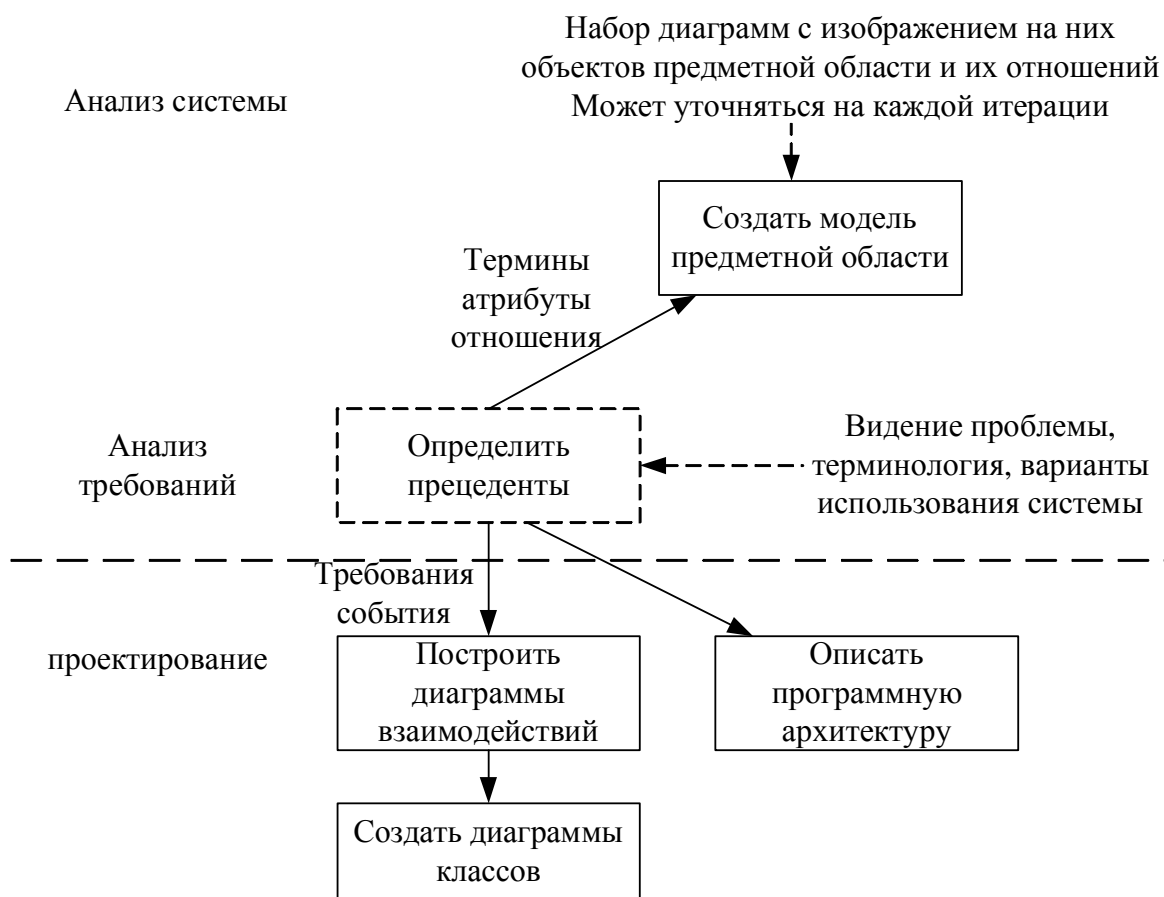 Набор диаграмм с изображением на них
объектов предметной области и их отношений
Может уточняться на каждой итерации
Анализ системы
Создать модель
предметной области
Термины
атрибуты
отношения
Анализ
требований
Определить
прецеденты
Видение проблемы,
терминология, варианты
использования системы
Требования
события
проектирование
Построить
диаграммы
взаимодействий
Описать
программную
архитектуру
Создать диаграммы
классов